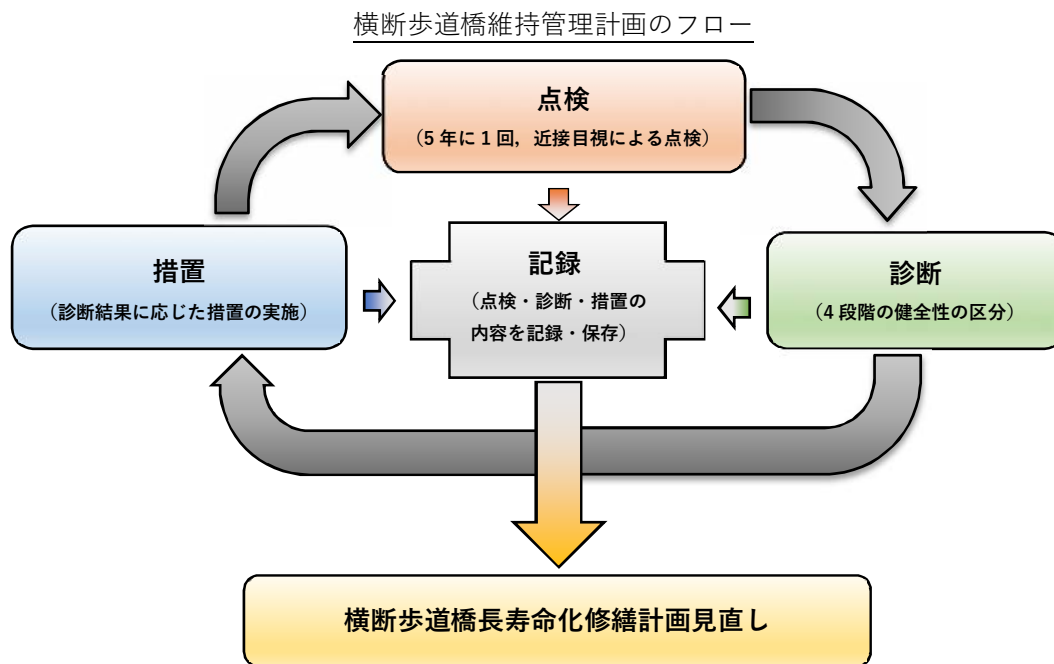 横断歩道橋維持管理計画のフロー
点検
（5年に1回，近接目視による点検）
措置
（診断結果に応じた措置の実施）
記録
（点検・診断・措置の
内容を記録・保存）
診断
（4段階の健全性の区分）
横断歩道橋長寿命化修繕計画見直し